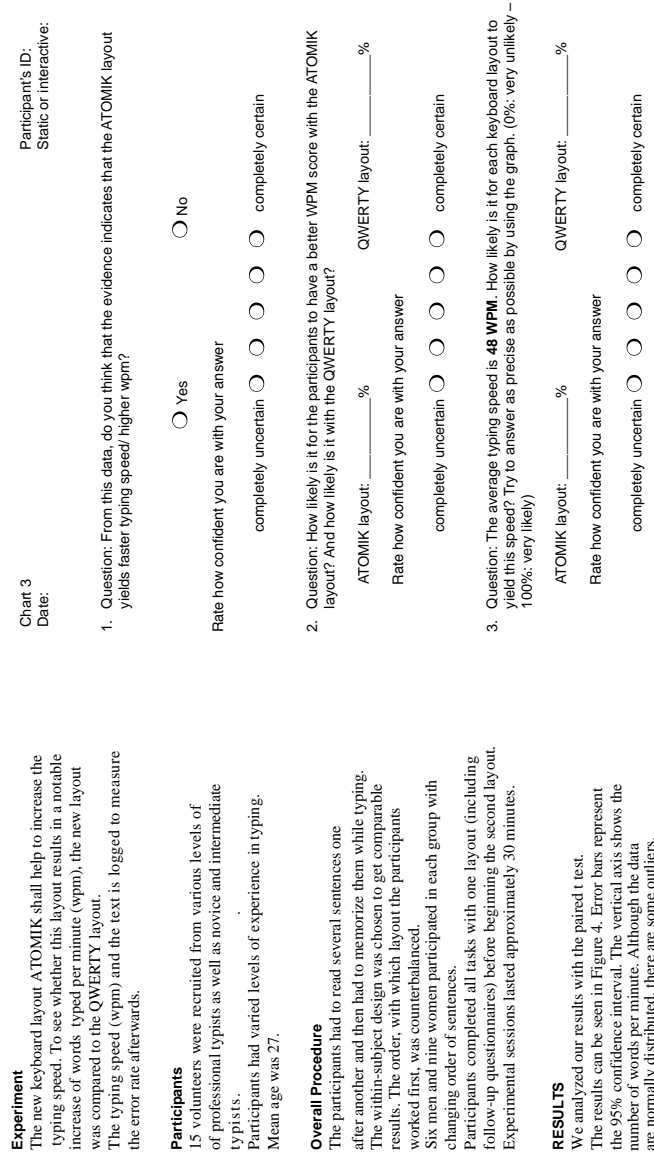 Experiment
The new keyboard layout ATOMIK shall help to increase the
typing speed. To see whether this layout results in a notable
increase of words typed per minute (wpm), the new layout
was compared to the QWERTY layout.
The typing speed (wpm) and the text is logged to measure
the error rate afterwards.
Participants
15 volunteers were recruited from various levels of
of professional typists as well as novice and intermediate
typists.
Participants had varied levels of experience in typing.
Mean age was 27.
Overall Procedure
The participants had to read several sentences one
after another and then had to memorize them while typing.
The within-subject design was chosen to get comparable
results. The order, with which layout the participants
worked first, was counterbalanced.
Six men and nine women participated in each group with
changing order of sentences.
Participants completed all tasks with one layout (including
follow-up questionnaires) before beginning the second layout.
Experimental sessions lasted approximately 30 minutes.
RESULTS
We analyzed our results with the paired t test.
The results can be seen in Figure 4. Error bars represent
the 95% confidence interval. The vertical axis shows the
number of words per minute. Although the data
are normally distributed, there are some outliers.
Chart 3 Participant's ID:
Date: Static or interactive:
1. Question: From this data, do you think that the evidence indicates that the ATOMIK layout
yields faster typing speed/ higher wpm?
Yes No
Rate how confident you are with your answer
completely uncertain completely certain
2. Question: How likely is it for the participants to have a better WPM score with the ATOMIK
layout? And how likely is it with the QWERTY layout?
ATOMIK layout: ________% QWERTY layout: ________%
Rate how confident you are with your answer
completely uncertain completely certain
3. Question: The average typing speed is 48 WPM. How likely is it for each keyboard layout to
yield this speed? Try to answer as precise as possible by using the graph. (0%: very unlikely –
100%: very likely)
ATOMIK layout: ________% QWERTY layout: ________%
Rate how confident you are with your answer
completely uncertain completely certain